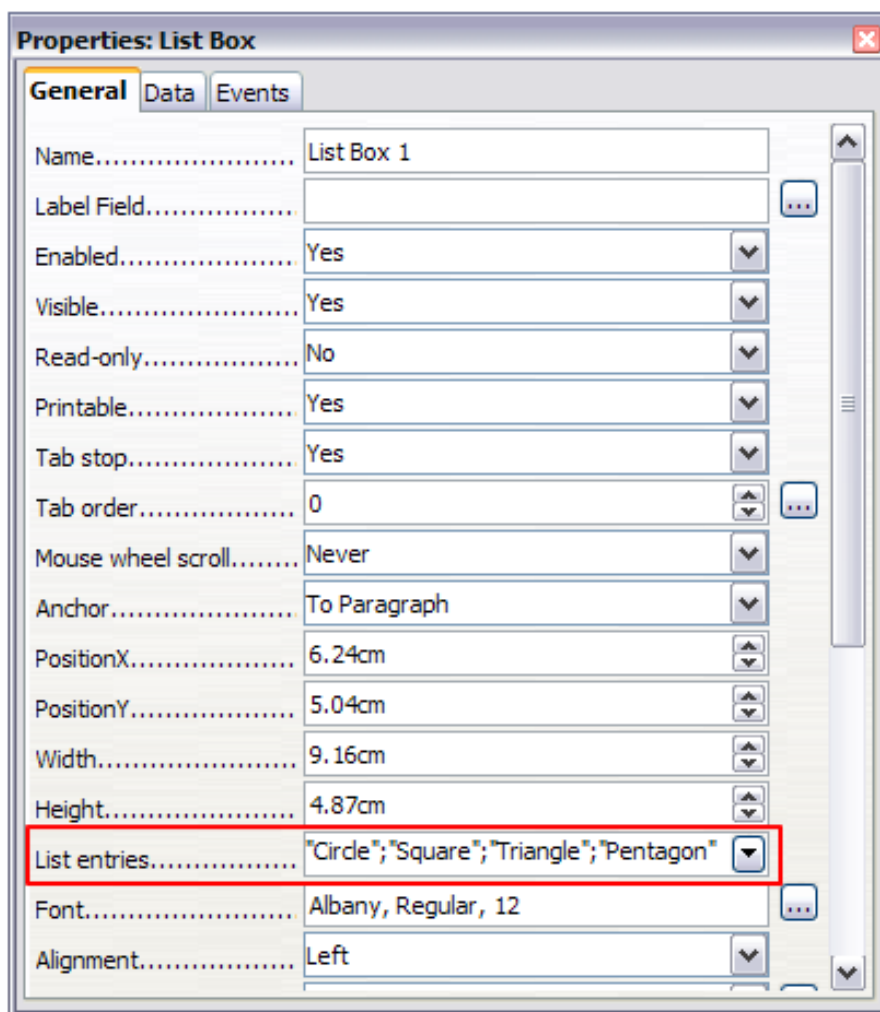 Properties: List Box
General Data Events
Name....................... List Box 1
Label Field..................
Enabled..................... Yes
Visible....................... Yes
Read-only.................. No
Printable.................... Yes
Tab stop.................... Yes
Tab order................... 0
Mouse wheel scroll........ Never
Anchor...................... To Paragraph
PositionX.................... 6.24cm
PositionY.................... 5.04cm
Width........................ 9.16cm
Height....................... 4.87cm
List entries................. "Circle";"Square";"Triangle";"Pentagon"
Font.......................... Albany, Regular, 12
Alignment................... Left